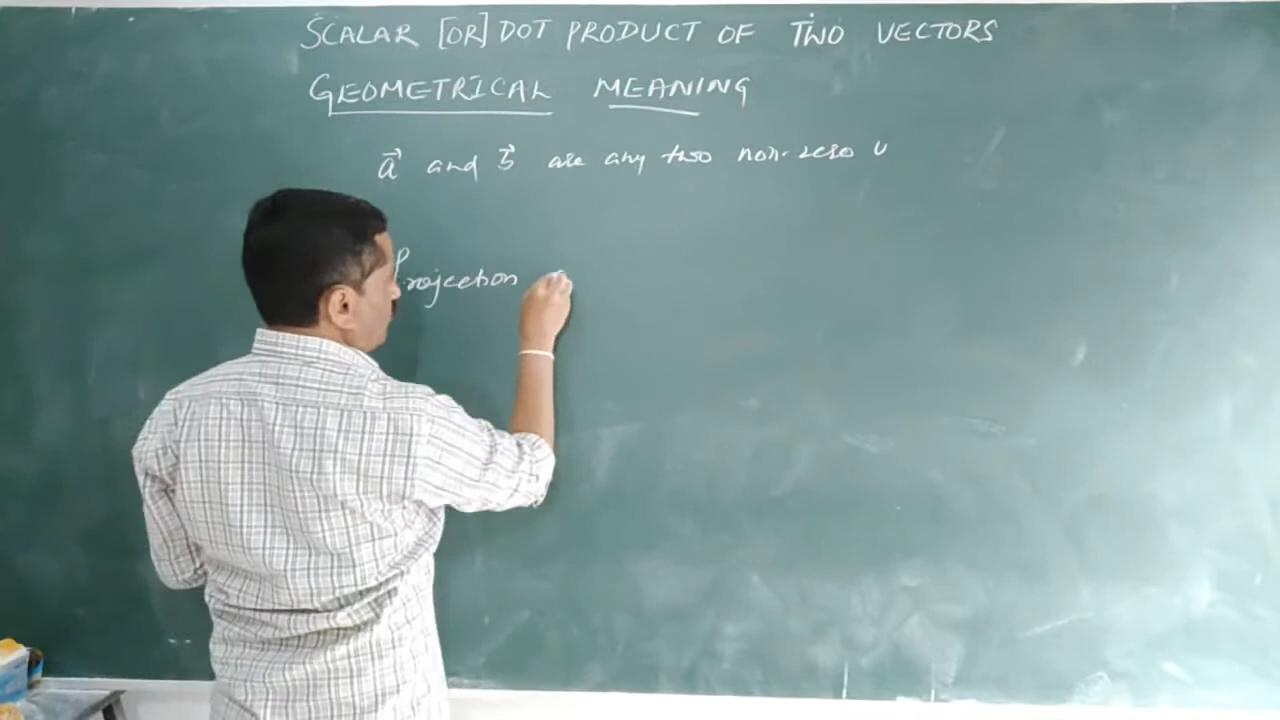 SCALAR [OR] DOT PRODUCT OF TWO VECTORS
GEOMETRICAL MEANING
a⃗ and b⃗ are any two non-zero v
Projection